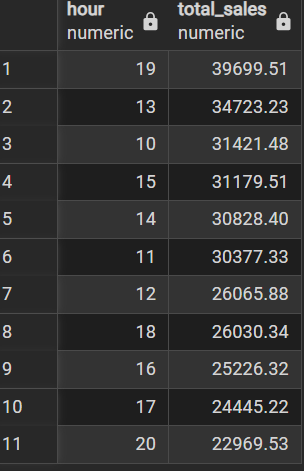 hour total_sales
numeric numeric
1 19 39699.51
2 13 34723.23
3 10 31421.48
4 15 31179.51
5 14 30828.40
6 11 30377.33
7 12 26065.88
8 18 26030.34
9 16 25226.32
10 17 24445.22
11 20 22969.53